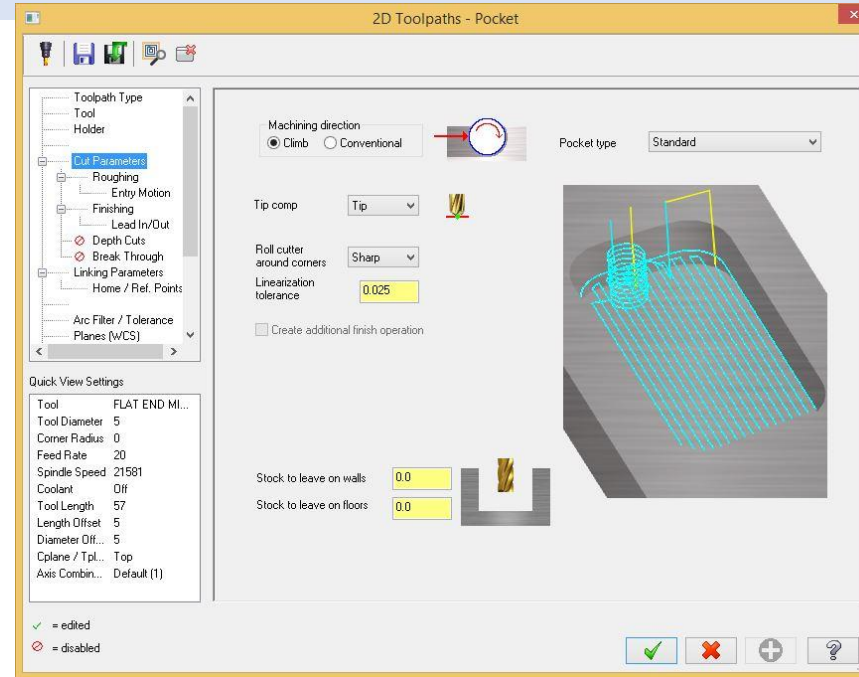 2D Toolpaths - Pocket
Toolpath Type
Tool
Holder
Cut Parameters
Roughing
Entry Motion
Finishing
Lead In/Out
Depth Cuts
Break Through
Linking Parameters
Home / Ref. Points
Arc Filter / Tolerance
Planes (WCS)
Quick View Settings
Tool FLAT END MI...
Tool Diameter 5
Corner Radius 0
Feed Rate 20
Spindle Speed 21581
Coolant Off
Tool Length 57
Length Offset 5
Diameter Off... 5
Cplane / Tpl... Top
Axis Combin... Default (1)
= edited
= disabled
Machining direction
Climb Conventional
Pocket type Standard
Tip comp Tip
Roll cutter
around corners Sharp
Linearization
tolerance 0.025
Create additional finish operation
Stock to leave on walls 0.0
Stock to leave on floors 0.0